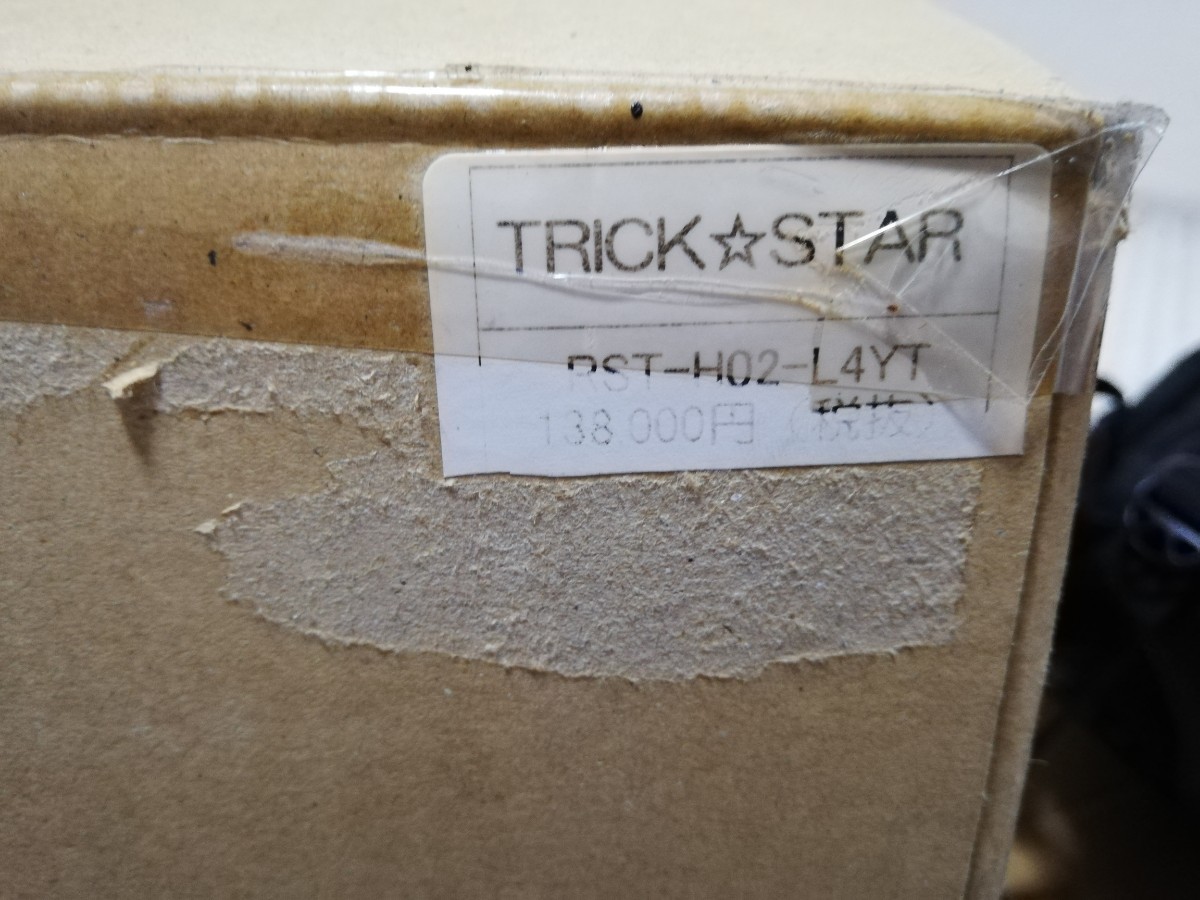 TRICK☆STAR
RST-H02-L4YT
138,000円 (税抜)